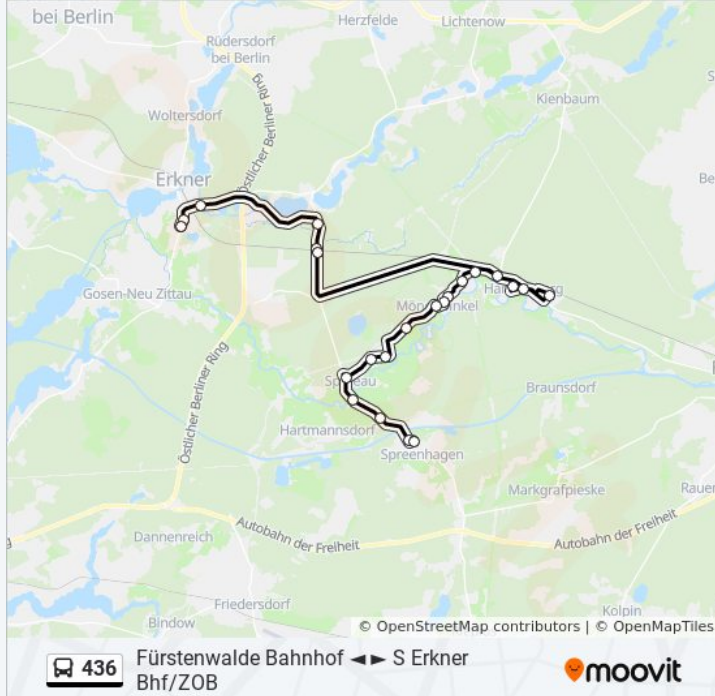 bei Berlin
Herzfelde
Lichtenow
Rüdersdorf
bei Berlin
Kienbaum
Woltersdorf
Östlicher Berliner Ring
Erkner
Be
Gosen-Neu Zittau
Östlicher Berliner Ring
Braunsdorf
Hartmannsdorf
Spreenhagen
Markgrafpieske
Rauer
Autobahn der Freiheit
Autobahn der Freiheit
Dannenreich
Friedersdorf
Kolpin
Bindow
© OpenStreetMap contributors | © OpenMapTiles
436
Fürstenwalde Bahnhof ◄► S Erkner
Bhf/ZOB
moovit